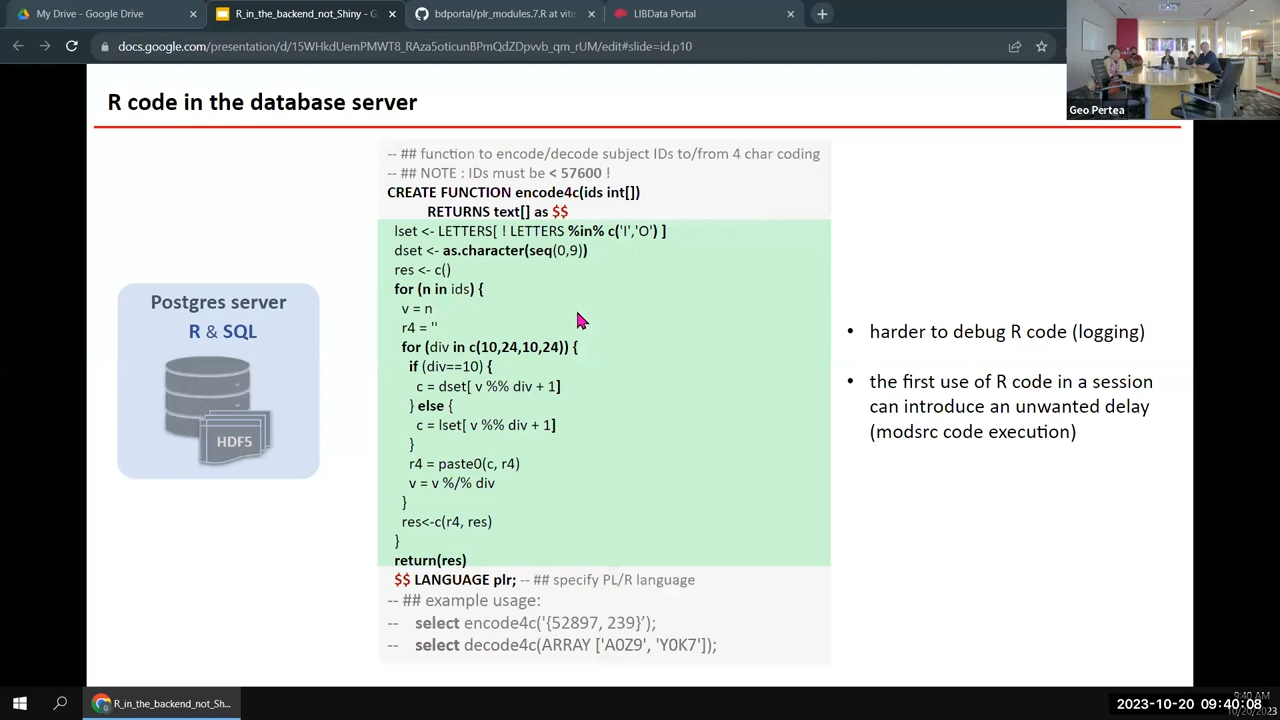 My Drive - Google Drive
R_in_the_backend_not_Shiny - G
bdportal/plr_modules.7.R at vite
LIBData Portal
docs.google.com/presentation/d/15WHkdUemPMWT8_RAza5oticunBPmQdZDpvvb_qm_rUM/edit#slide=id.p10
Geo Pertea
R code in the database server
-- ## function to encode/decode subject IDs to/from 4 char coding
-- ## NOTE : IDs must be < 57600 !
CREATE FUNCTION encode4c(ids int[])
RETURNS text[] as $$
lset <- LETTERS[ ! LETTERS %in% c('I','O') ]
dset <- as.character(seq(0,9))
res <- c()
for (n in ids) {
v = n
r4 = ''
for (div in c(10,24,10,24)) {
if (div==10) {
c = dset[ v %% div + 1]
} else {
c = lset[ v %% div + 1]
}
r4 = paste0(c, r4)
v = v %/% div
}
res<-c(r4, res)
}
return(res)
$$ LANGUAGE plr; -- ## specify PL/R language
-- ## example usage:
-- select encode4c('{52897, 239}');
-- select decode4c(ARRAY ['A0Z9', 'Y0K7']);
Postgres server
R & SQL
HDF5
• harder to debug R code (logging)
• the first use of R code in a session
can introduce an unwanted delay
(modsrc code execution)
R_in_the_backend_not_Sh...
9:40 AM
2023-10-20 09:40:08
10/20/2023